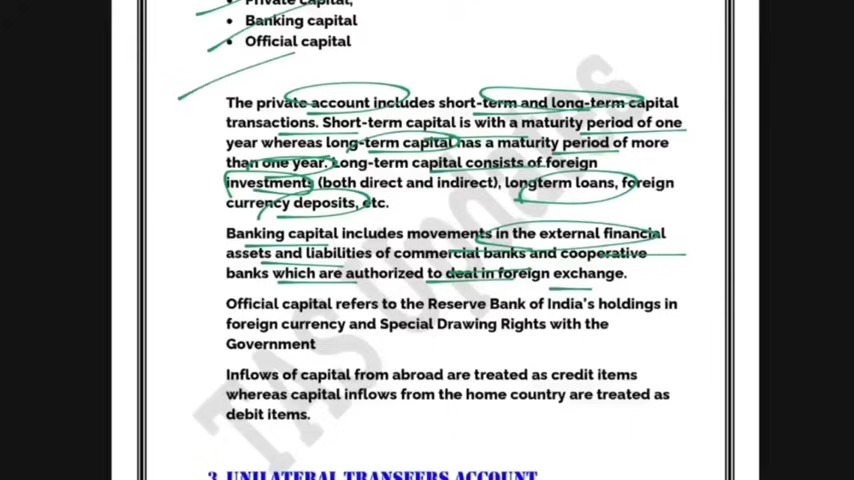 Private capital,
• Banking capital
• Official capital
The private account includes short-term and long-term capital
transactions. Short-term capital is with a maturity period of one
year whereas long-term capital has a maturity period of more
than one year. Long-term capital consists of foreign
investments (both direct and indirect), longterm loans, foreign
currency deposits, etc.
Banking capital includes movements in the external financial
assets and liabilities of commercial banks and cooperative
banks which are authorized to deal in foreign exchange.
Official capital refers to the Reserve Bank of India's holdings in
foreign currency and Special Drawing Rights with the
Government
Inflows of capital from abroad are treated as credit items
whereas capital inflows from the home country are treated as
debit items.
3. UNILATERAL TRANSFERS ACCOUNT
TAS Updates